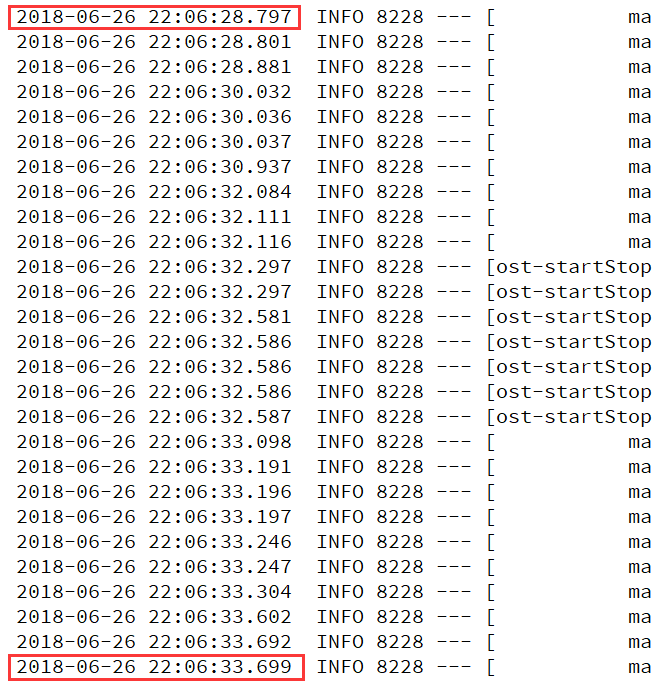 2018-06-26 22:06:28.797  INFO 8228 --- [           ma
2018-06-26 22:06:28.801  INFO 8228 --- [           ma
2018-06-26 22:06:28.881  INFO 8228 --- [           ma
2018-06-26 22:06:30.032  INFO 8228 --- [           ma
2018-06-26 22:06:30.036  INFO 8228 --- [           ma
2018-06-26 22:06:30.037  INFO 8228 --- [           ma
2018-06-26 22:06:30.937  INFO 8228 --- [           ma
2018-06-26 22:06:32.084  INFO 8228 --- [           ma
2018-06-26 22:06:32.111  INFO 8228 --- [           ma
2018-06-26 22:06:32.116  INFO 8228 --- [           ma
2018-06-26 22:06:32.297  INFO 8228 --- [ost-startStop
2018-06-26 22:06:32.297  INFO 8228 --- [ost-startStop
2018-06-26 22:06:32.581  INFO 8228 --- [ost-startStop
2018-06-26 22:06:32.586  INFO 8228 --- [ost-startStop
2018-06-26 22:06:32.586  INFO 8228 --- [ost-startStop
2018-06-26 22:06:32.586  INFO 8228 --- [ost-startStop
2018-06-26 22:06:32.587  INFO 8228 --- [ost-startStop
2018-06-26 22:06:33.098  INFO 8228 --- [           ma
2018-06-26 22:06:33.191  INFO 8228 --- [           ma
2018-06-26 22:06:33.196  INFO 8228 --- [           ma
2018-06-26 22:06:33.197  INFO 8228 --- [           ma
2018-06-26 22:06:33.246  INFO 8228 --- [           ma
2018-06-26 22:06:33.247  INFO 8228 --- [           ma
2018-06-26 22:06:33.304  INFO 8228 --- [           ma
2018-06-26 22:06:33.602  INFO 8228 --- [           ma
2018-06-26 22:06:33.692  INFO 8228 --- [           ma
2018-06-26 22:06:33.699  INFO 8228 --- [           ma